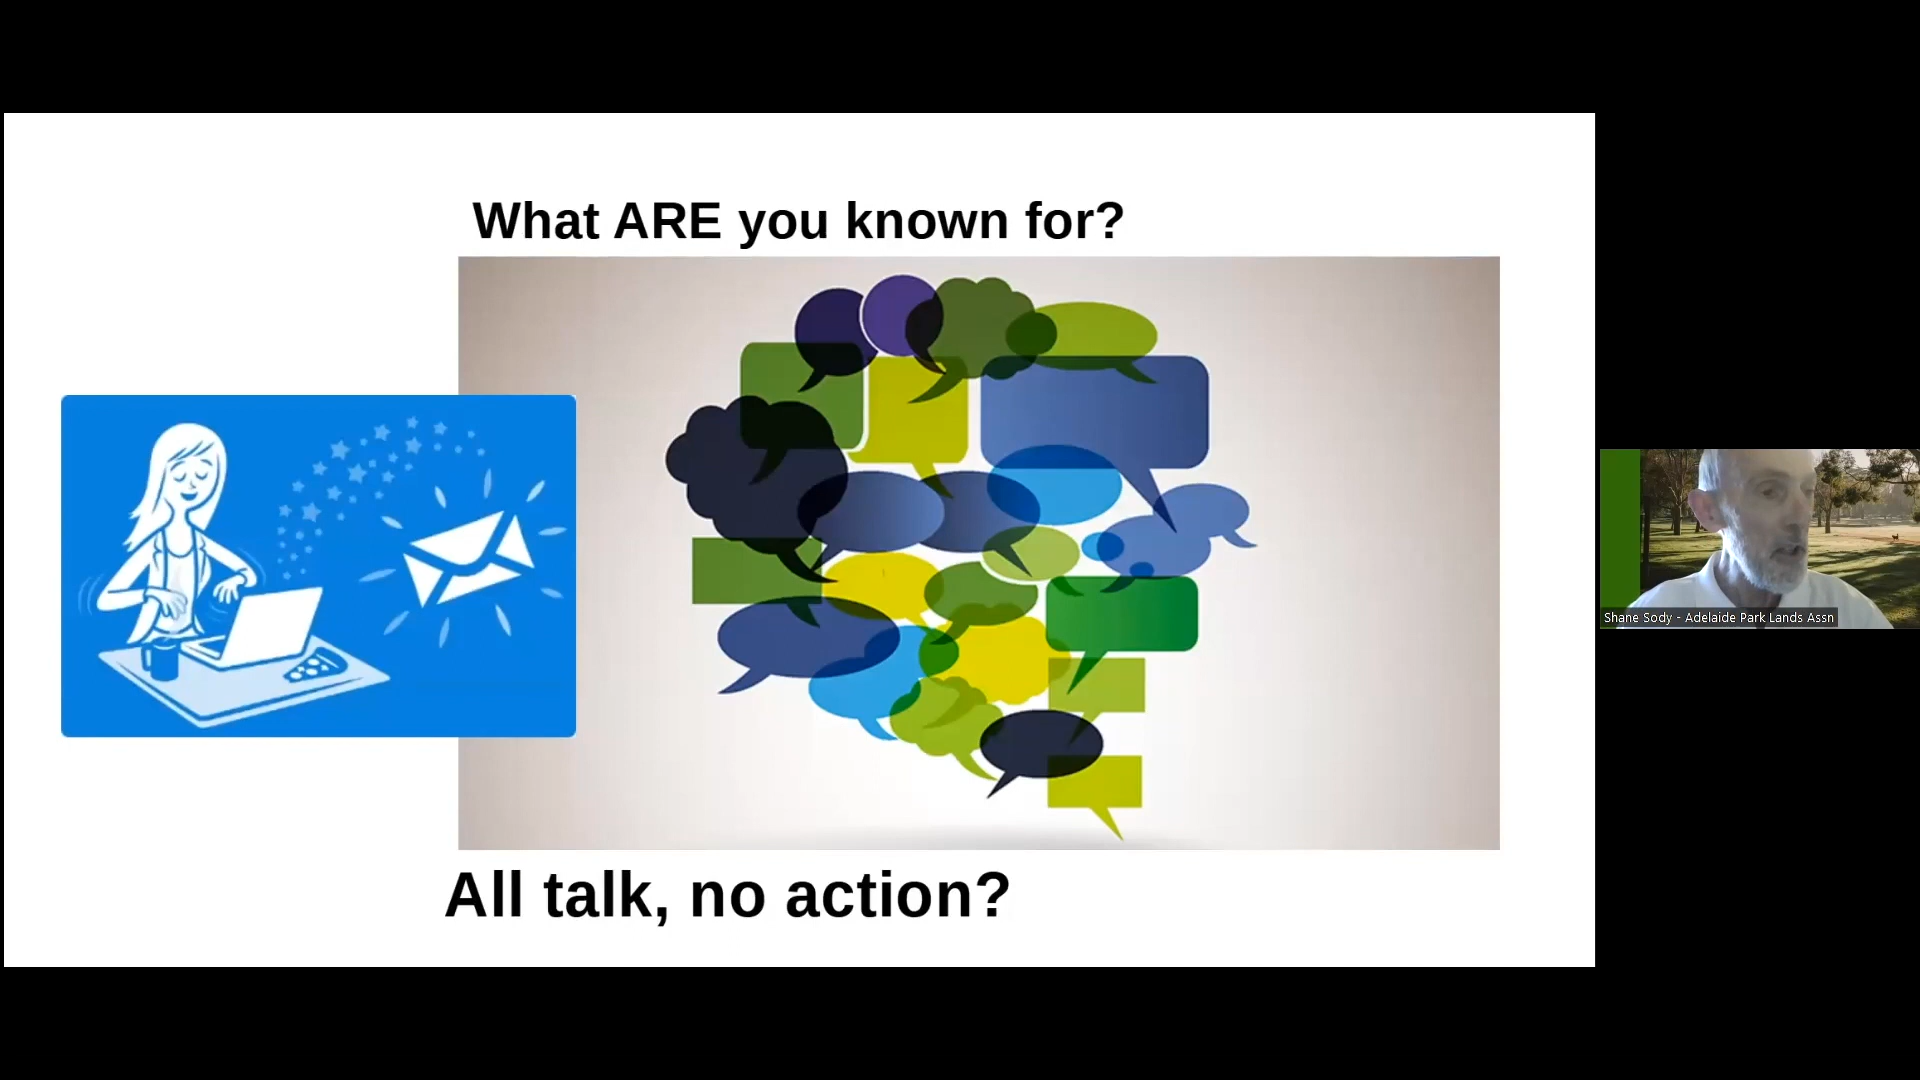 What ARE you known for?
All talk, no action?
Shane Sody - Adelaide Park Lands Assn